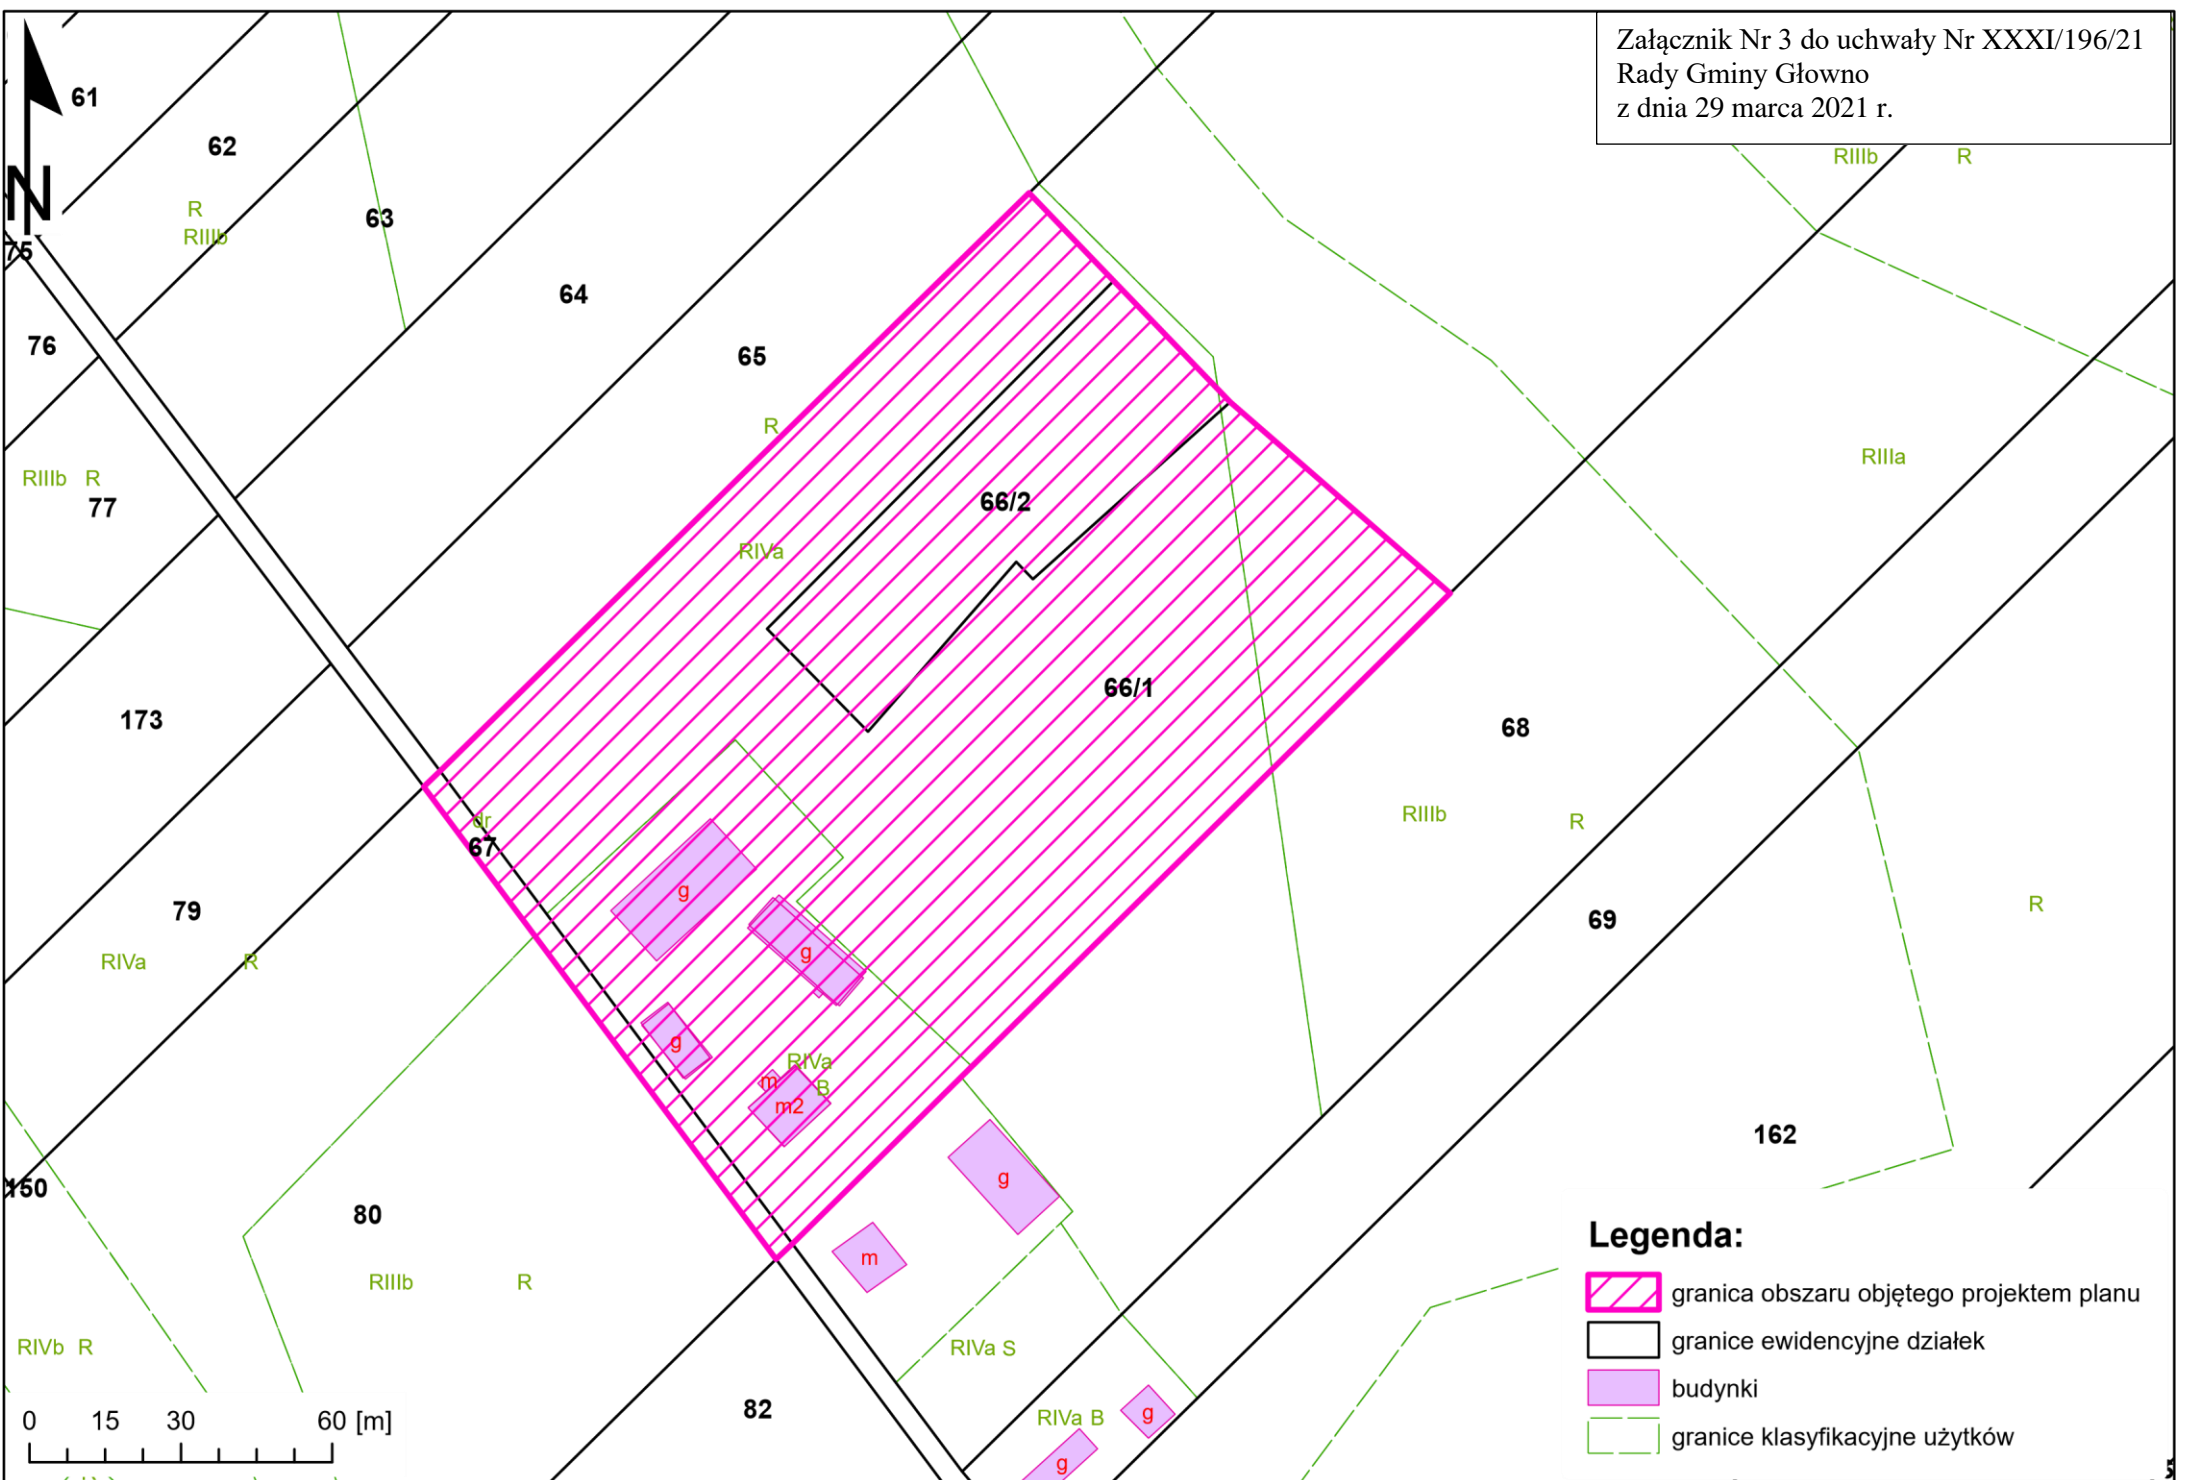 Załącznik Nr 3 do uchwały Nr XXXI/196/21
Rady Gminy Głowno
z dnia 29 marca 2021 r.
N
61
62
R
RIIIb
63
64
65
R
75
76
RIIIb R
77
173
79
RIVa R
150
80
RIIIb R
RIVb R
82
RIVa
66/2
66/1
dr
67
g
g
g
RIVa
B
m
m2
g
m
RIVa S
RIVa B
g
g
68
RIIIb R
69
162
R
RIIIa
RIIIb R
0 15 30 60 [m]
Legenda:
granica obszaru objętego projektem planu
granice ewidencyjne działek
budynki
granice klasyfikacyjne użytków